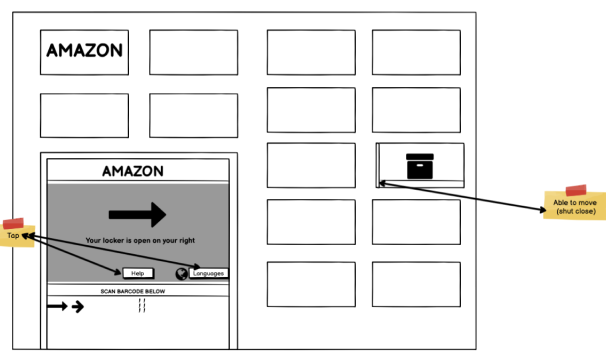 AMAZON
AMAZON
Your locker is open on your right
Help
Languages
SCAN BARCODE BELOW
Tap
Able to move
(shut close)